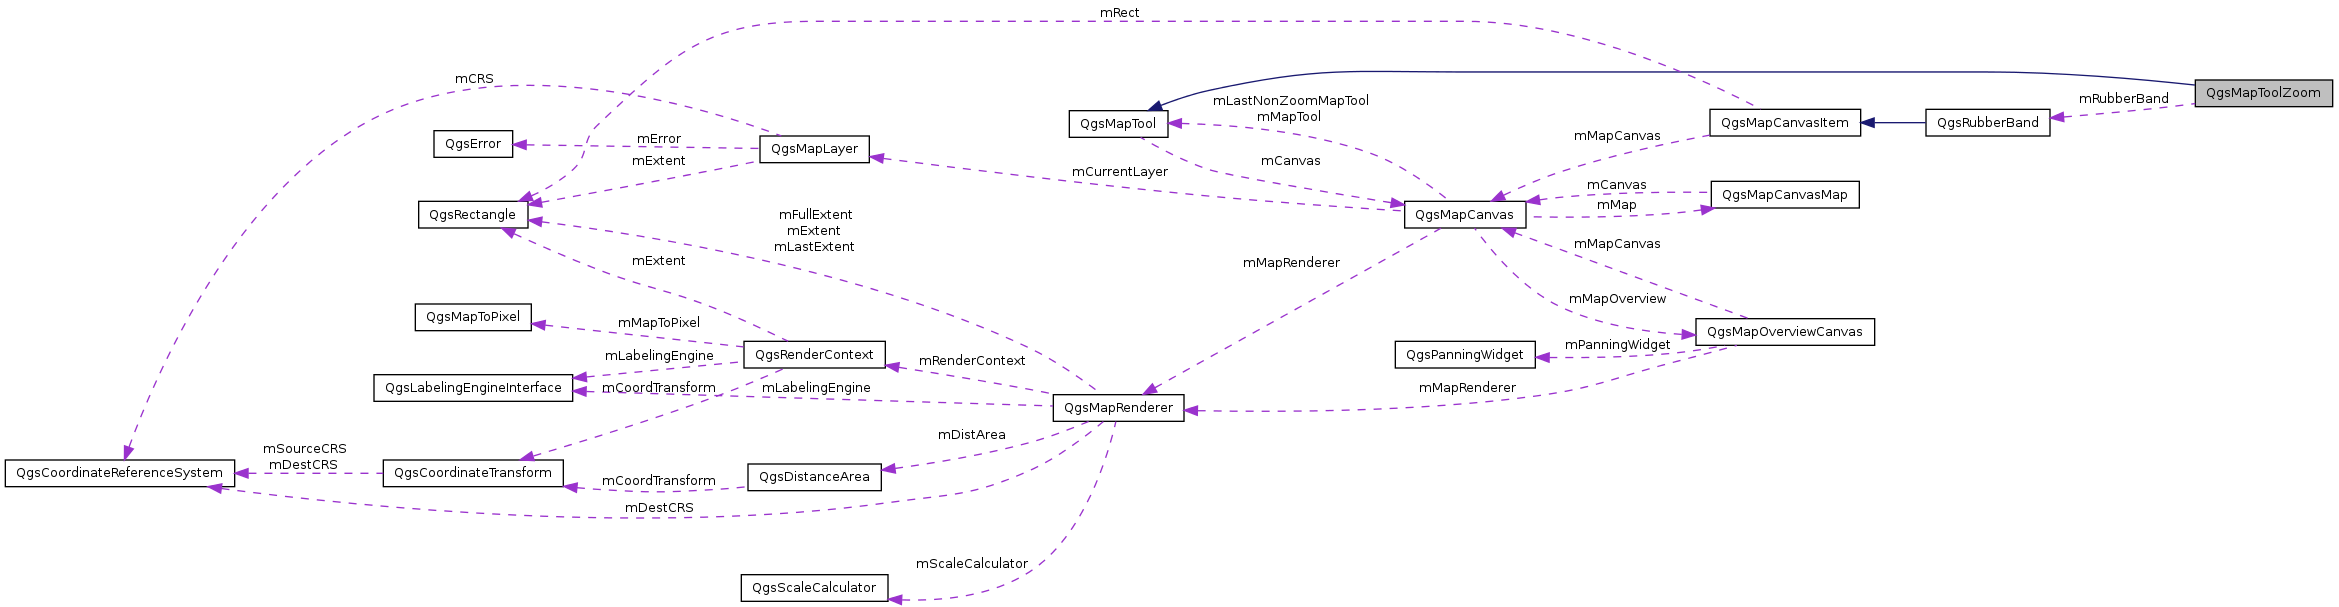 mRect
mCRS
QgsMapToolZoom
mRubberBand
mLastNonZoomMapTool
mMapTool
QgsMapTool
QgsMapCanvasItem
QgsRubberBand
QgsError
mError
QgsMapLayer
mMapCanvas
mExtent
mCanvas
mCurrentLayer
mCanvas
QgsMapCanvasMap
mMap
QgsRectangle
mFullExtent
mExtent
mLastExtent
QgsMapCanvas
mMapCanvas
mExtent
mMapRenderer
mMapOverview
QgsMapToPixel
mMapToPixel
QgsMapOverviewCanvas
mLabelingEngine
QgsRenderContext
mRenderContext
QgsPanningWidget
mPanningWidget
QgsLabelingEngineInterface
mCoordTransform
mLabelingEngine
mMapRenderer
QgsMapRenderer
mDistArea
mSourceCRS
mDestCRS
QgsCoordinateReferenceSystem
QgsCoordinateTransform
mCoordTransform
QgsDistanceArea
mDestCRS
mScaleCalculator
QgsScaleCalculator